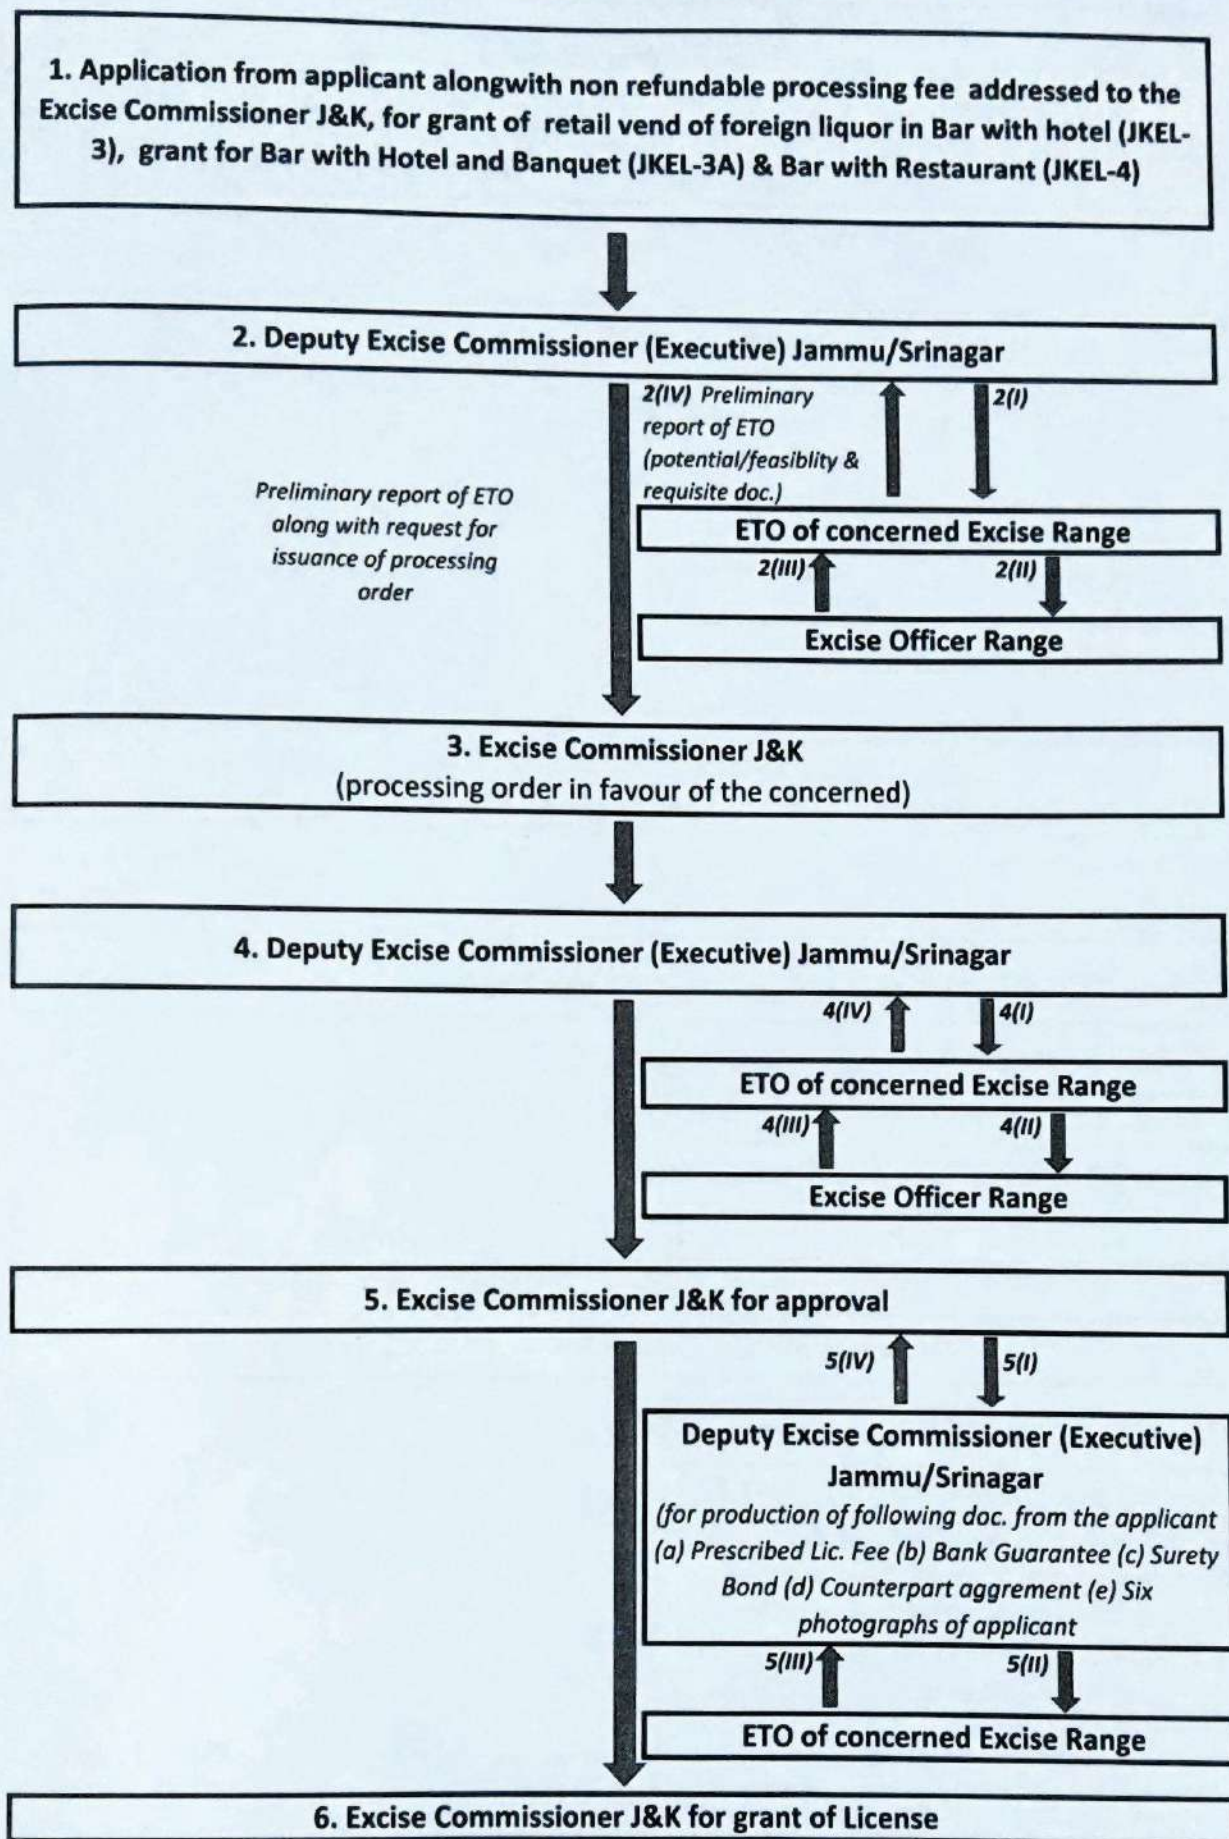 1. Application from applicant alongwith non refundable processing fee addressed to the
Excise Commissioner J&K, for grant of retail vend of foreign liquor in Bar with hotel (JKEL-
3), grant for Bar with Hotel and Banquet (JKEL-3A) & Bar with Restaurant (JKEL-4)
2. Deputy Excise Commissioner (Executive) Jammu/Srinagar
Preliminary report of ETO
along with request for
issuance of processing
order
2(IV) Preliminary
report of ETO
(potential/feasiblity &
requisite doc.)
2(I)
ETO of concerned Excise Range
2(III)
2(II)
Excise Officer Range
3. Excise Commissioner J&K
(processing order in favour of the concerned)
4. Deputy Excise Commissioner (Executive) Jammu/Srinagar
4(IV)
4(I)
ETO of concerned Excise Range
4(III)
4(II)
Excise Officer Range
5. Excise Commissioner J&K for approval
5(IV)
5(I)
Deputy Excise Commissioner (Executive)
Jammu/Srinagar
(for production of following doc. from the applicant
(a) Prescribed Lic. Fee (b) Bank Guarantee (c) Surety
Bond (d) Counterpart aggrement (e) Six
photographs of applicant
5(III)
5(II)
ETO of concerned Excise Range
6. Excise Commissioner J&K for grant of License